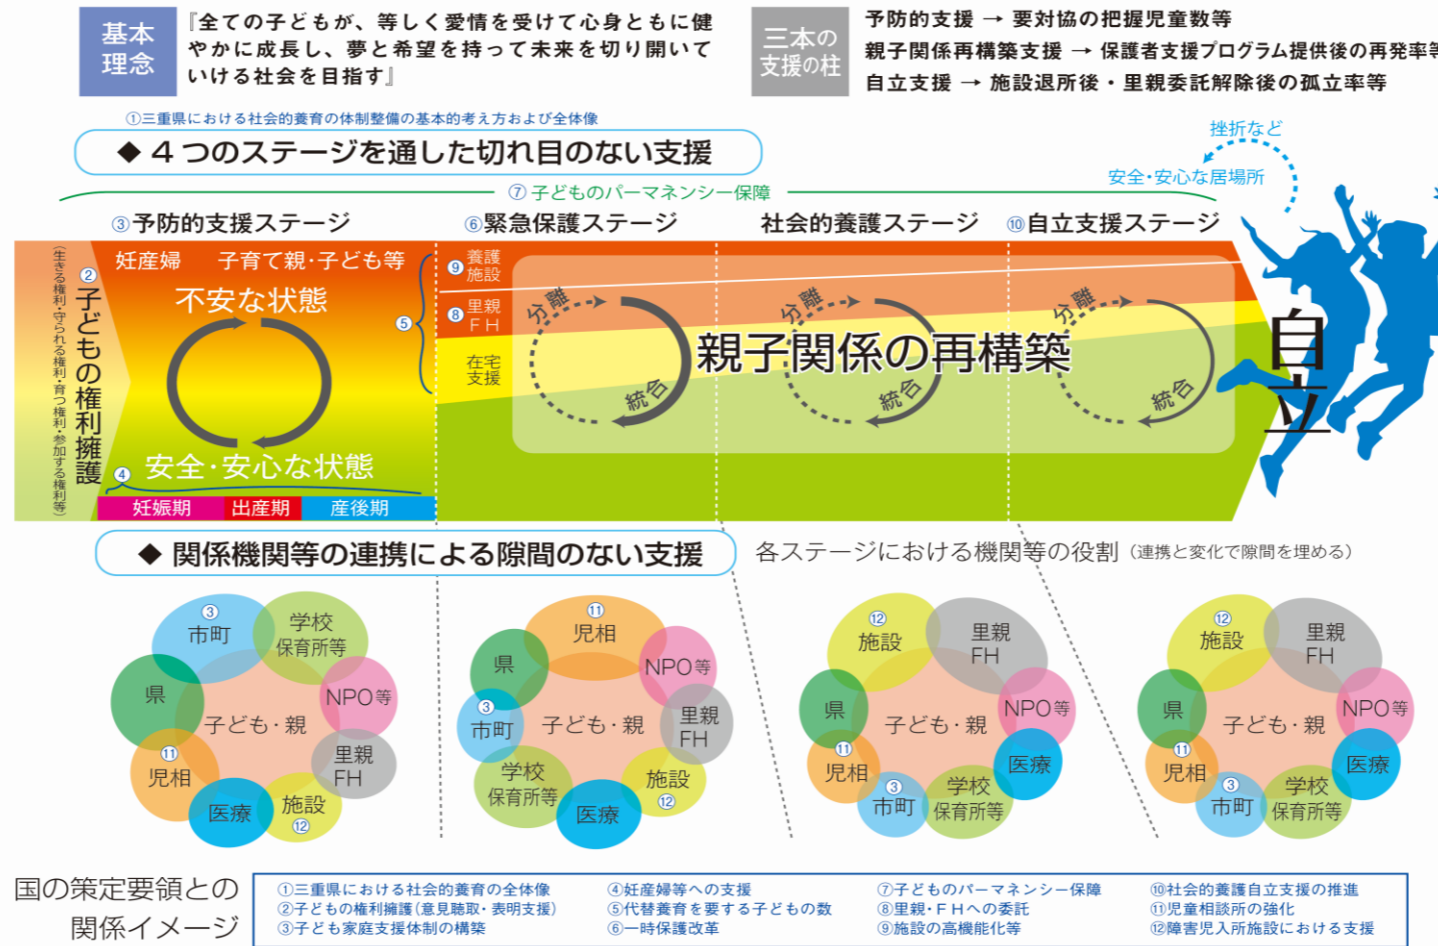 基本
理念
『全ての子どもが、等しく愛情を受けて心身ともに健
やかに成長し、夢と希望を持って未来を切り開いて
いける社会を目指す』
三本の
支援の柱
予防的支援 → 要対協の把握児童数等
親子関係再構築支援 → 保護者支援プログラム提供後の再発率等
自立支援 → 施設退所後・里親委託解除後の孤立率等
①三重県における社会的養育の体制整備の基本的考え方および全体像
◆ 4つのステージを通した切れ目のない支援
挫折など
安全・安心な居場所
⑦ 子どものパーマネンシー保障
③予防的支援ステージ
⑥緊急保護ステージ
社会的養護ステージ
⑩自立支援ステージ
②子どもの権利擁護
(生きる権利・守られる権利・育つ権利・参加する権利等)
妊産婦 子育て親・子ども等
不安な状態
安全・安心な状態
④
妊娠期 出産期 産後期
⑤
⑨ 養護
施設
⑧ 里親
FH
在宅
支援
分離
統合
分離
統合
分離
統合
親子関係の再構築
自立
◆ 関係機関等の連携による隙間のない支援
各ステージにおける機関等の役割(連携と変化で隙間を埋める)
③
市町
学校
保育所等
県
NPO等
子ども・親
里親
FH
⑪
児相
医療
施設
⑫
⑪
児相
県
NPO等
③
市町
子ども・親
里親
FH
学校
保育所等
施設
⑫
医療
⑫
施設
里親
FH
県
子ども・親
NPO等
⑪
児相
医療
③
市町
学校
保育所等
⑫
施設
里親
FH
県
子ども・親
NPO等
⑪
児相
医療
③
市町
学校
保育所等
国の策定要領との
関係イメージ
①三重県における社会的養育の全体像
②子どもの権利擁護(意見聴取・表明支援)
③子ども家庭支援体制の構築
④妊産婦等への支援
⑤代替養育を要する子どもの数
⑥一時保護改革
⑦子どものパーマネンシー保障
⑧里親・FHへの委託
⑨施設の高機能化等
⑩社会的養護自立支援の推進
⑪児童相談所の強化
⑫障害児入所施設における支援